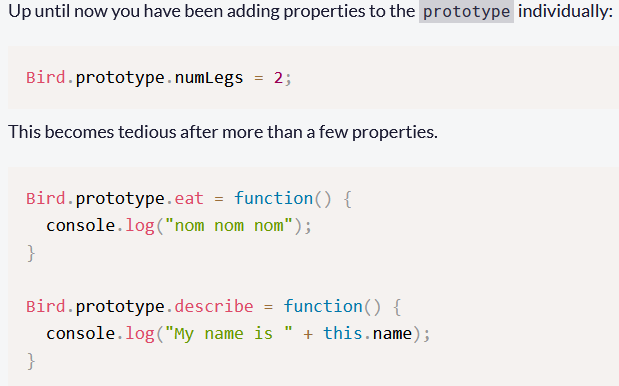 Up until now you have been adding properties to the prototype individually:
Bird.prototype.numLegs = 2;
This becomes tedious after more than a few properties.
Bird.prototype.eat = function() {
  console.log("nom nom nom");
}
Bird.prototype.describe = function() {
  console.log("My name is " + this.name);
}